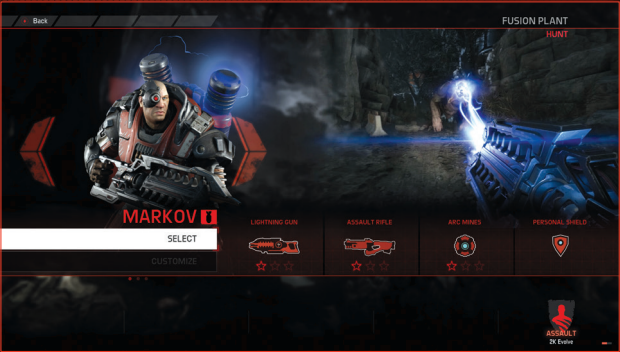 Back
FUSION PLANT
HUNT
MARKOV
SELECT
CUSTOMIZE
LIGHTNING GUN
ASSAULT RIFLE
ARC MINES
PERSONAL SHIELD
ASSAULT
2K Evolve